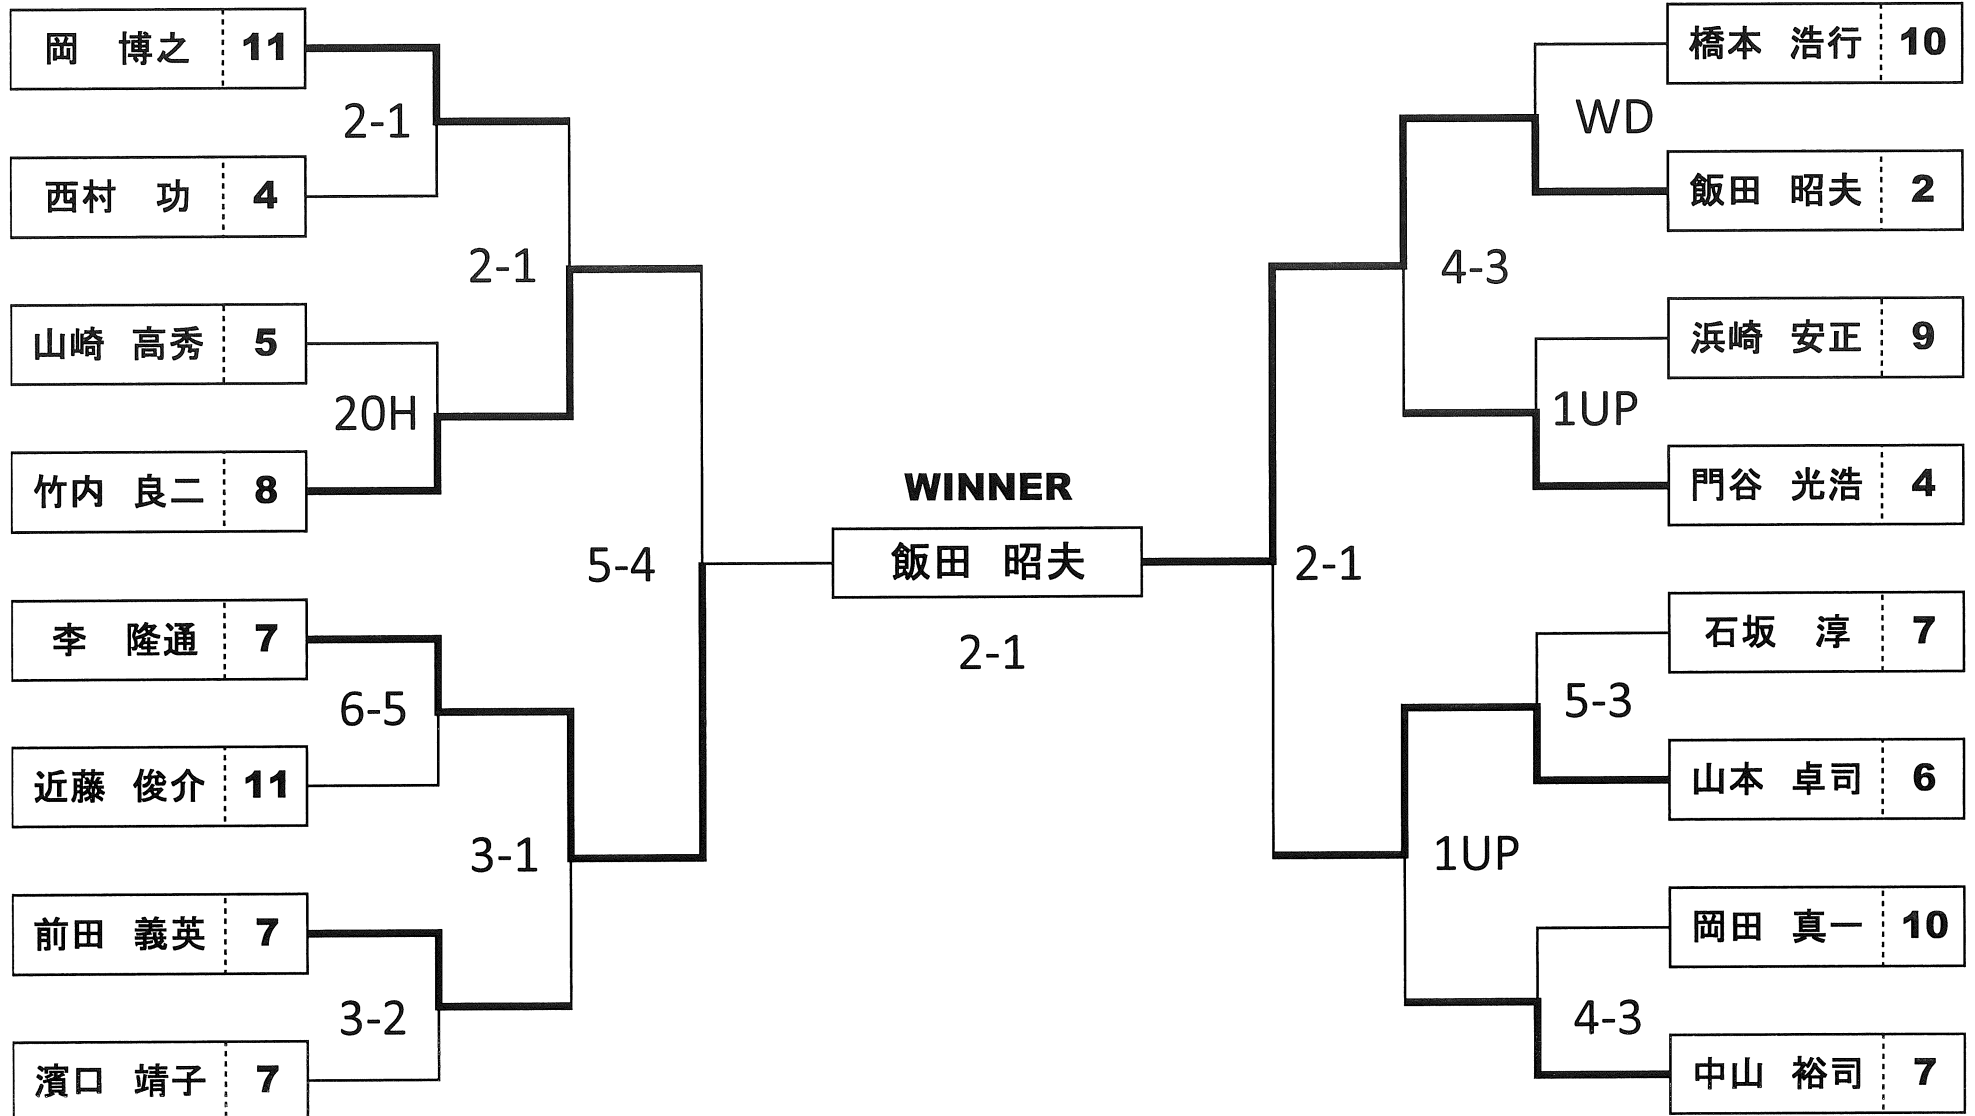 岡 博之 11
2-1
西村 功 4
2-1
山崎 高秀 5
20H
竹内 良二 8
5-4
李 隆通 7
6-5
近藤 俊介 11
3-1
前田 義英 7
3-2
濱口 靖子 7
WINNER
飯田 昭夫
2-1
橋本 浩行 10
WD
飯田 昭夫 2
4-3
浜崎 安正 9
1UP
門谷 光浩 4
2-1
石坂 淳 7
5-3
山本 卓司 6
1UP
岡田 真一 10
4-3
中山 裕司 7